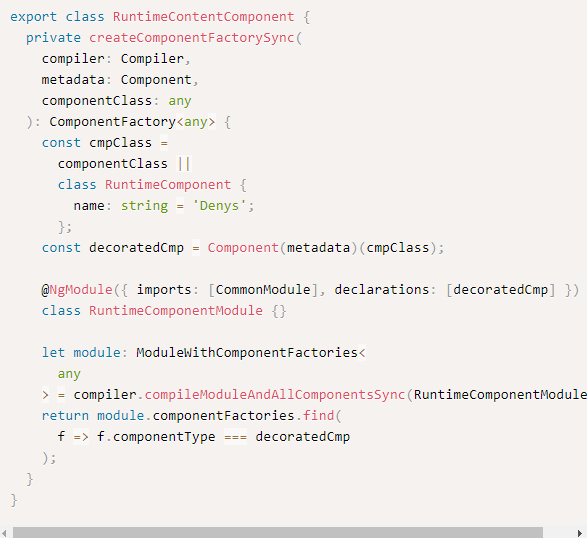 export class RuntimeContentComponent {
  private createComponentFactorySync(
    compiler: Compiler,
    metadata: Component,
    componentClass: any
  ): ComponentFactory<any> {
    const cmpClass =
      componentClass ||
      class RuntimeComponent {
        name: string = 'Denys';
      };
    const decoratedCmp = Component(metadata)(cmpClass);

    @NgModule({ imports: [CommonModule], declarations: [decoratedCmp] })
    class RuntimeComponentModule {}

    let module: ModuleWithComponentFactories<
      any
    > = compiler.compileModuleAndAllComponentsSync(RuntimeComponentModule
    return module.componentFactories.find(
      f => f.componentType === decoratedCmp
    );
  }
}